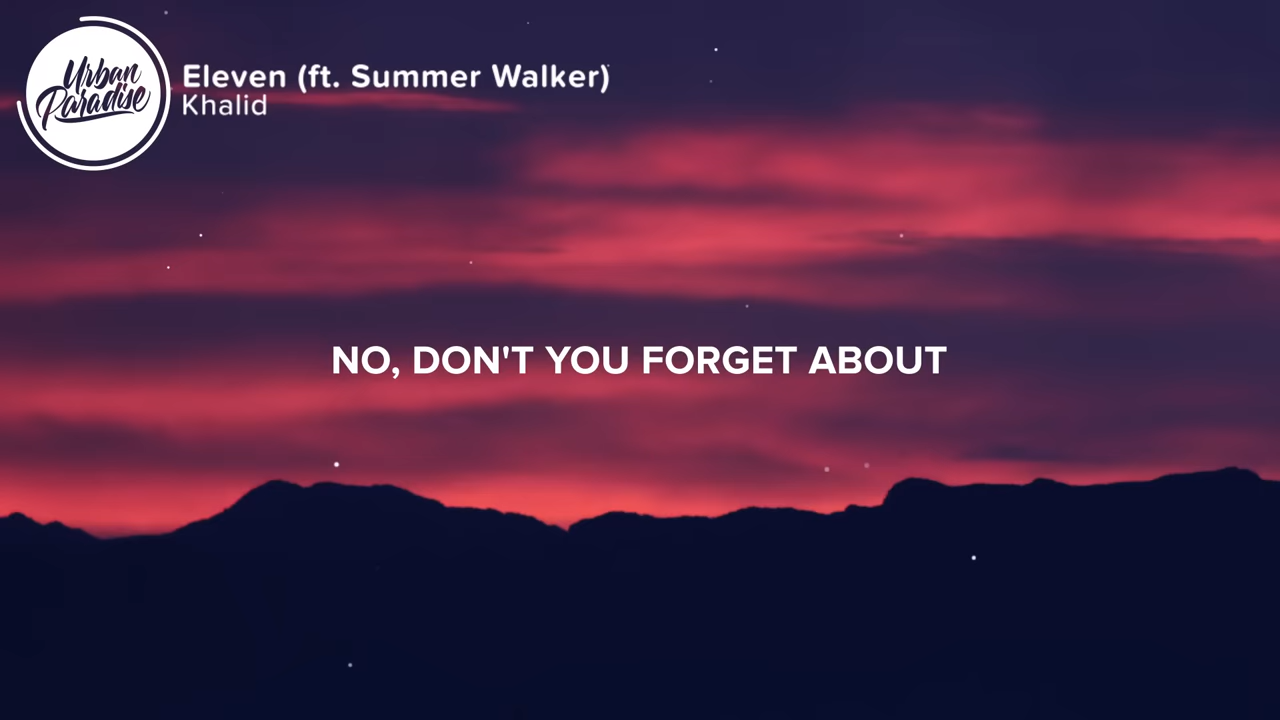 Urban
Paradise
Eleven (ft. Summer Walker)
Khalid
NO, DON'T YOU FORGET ABOUT